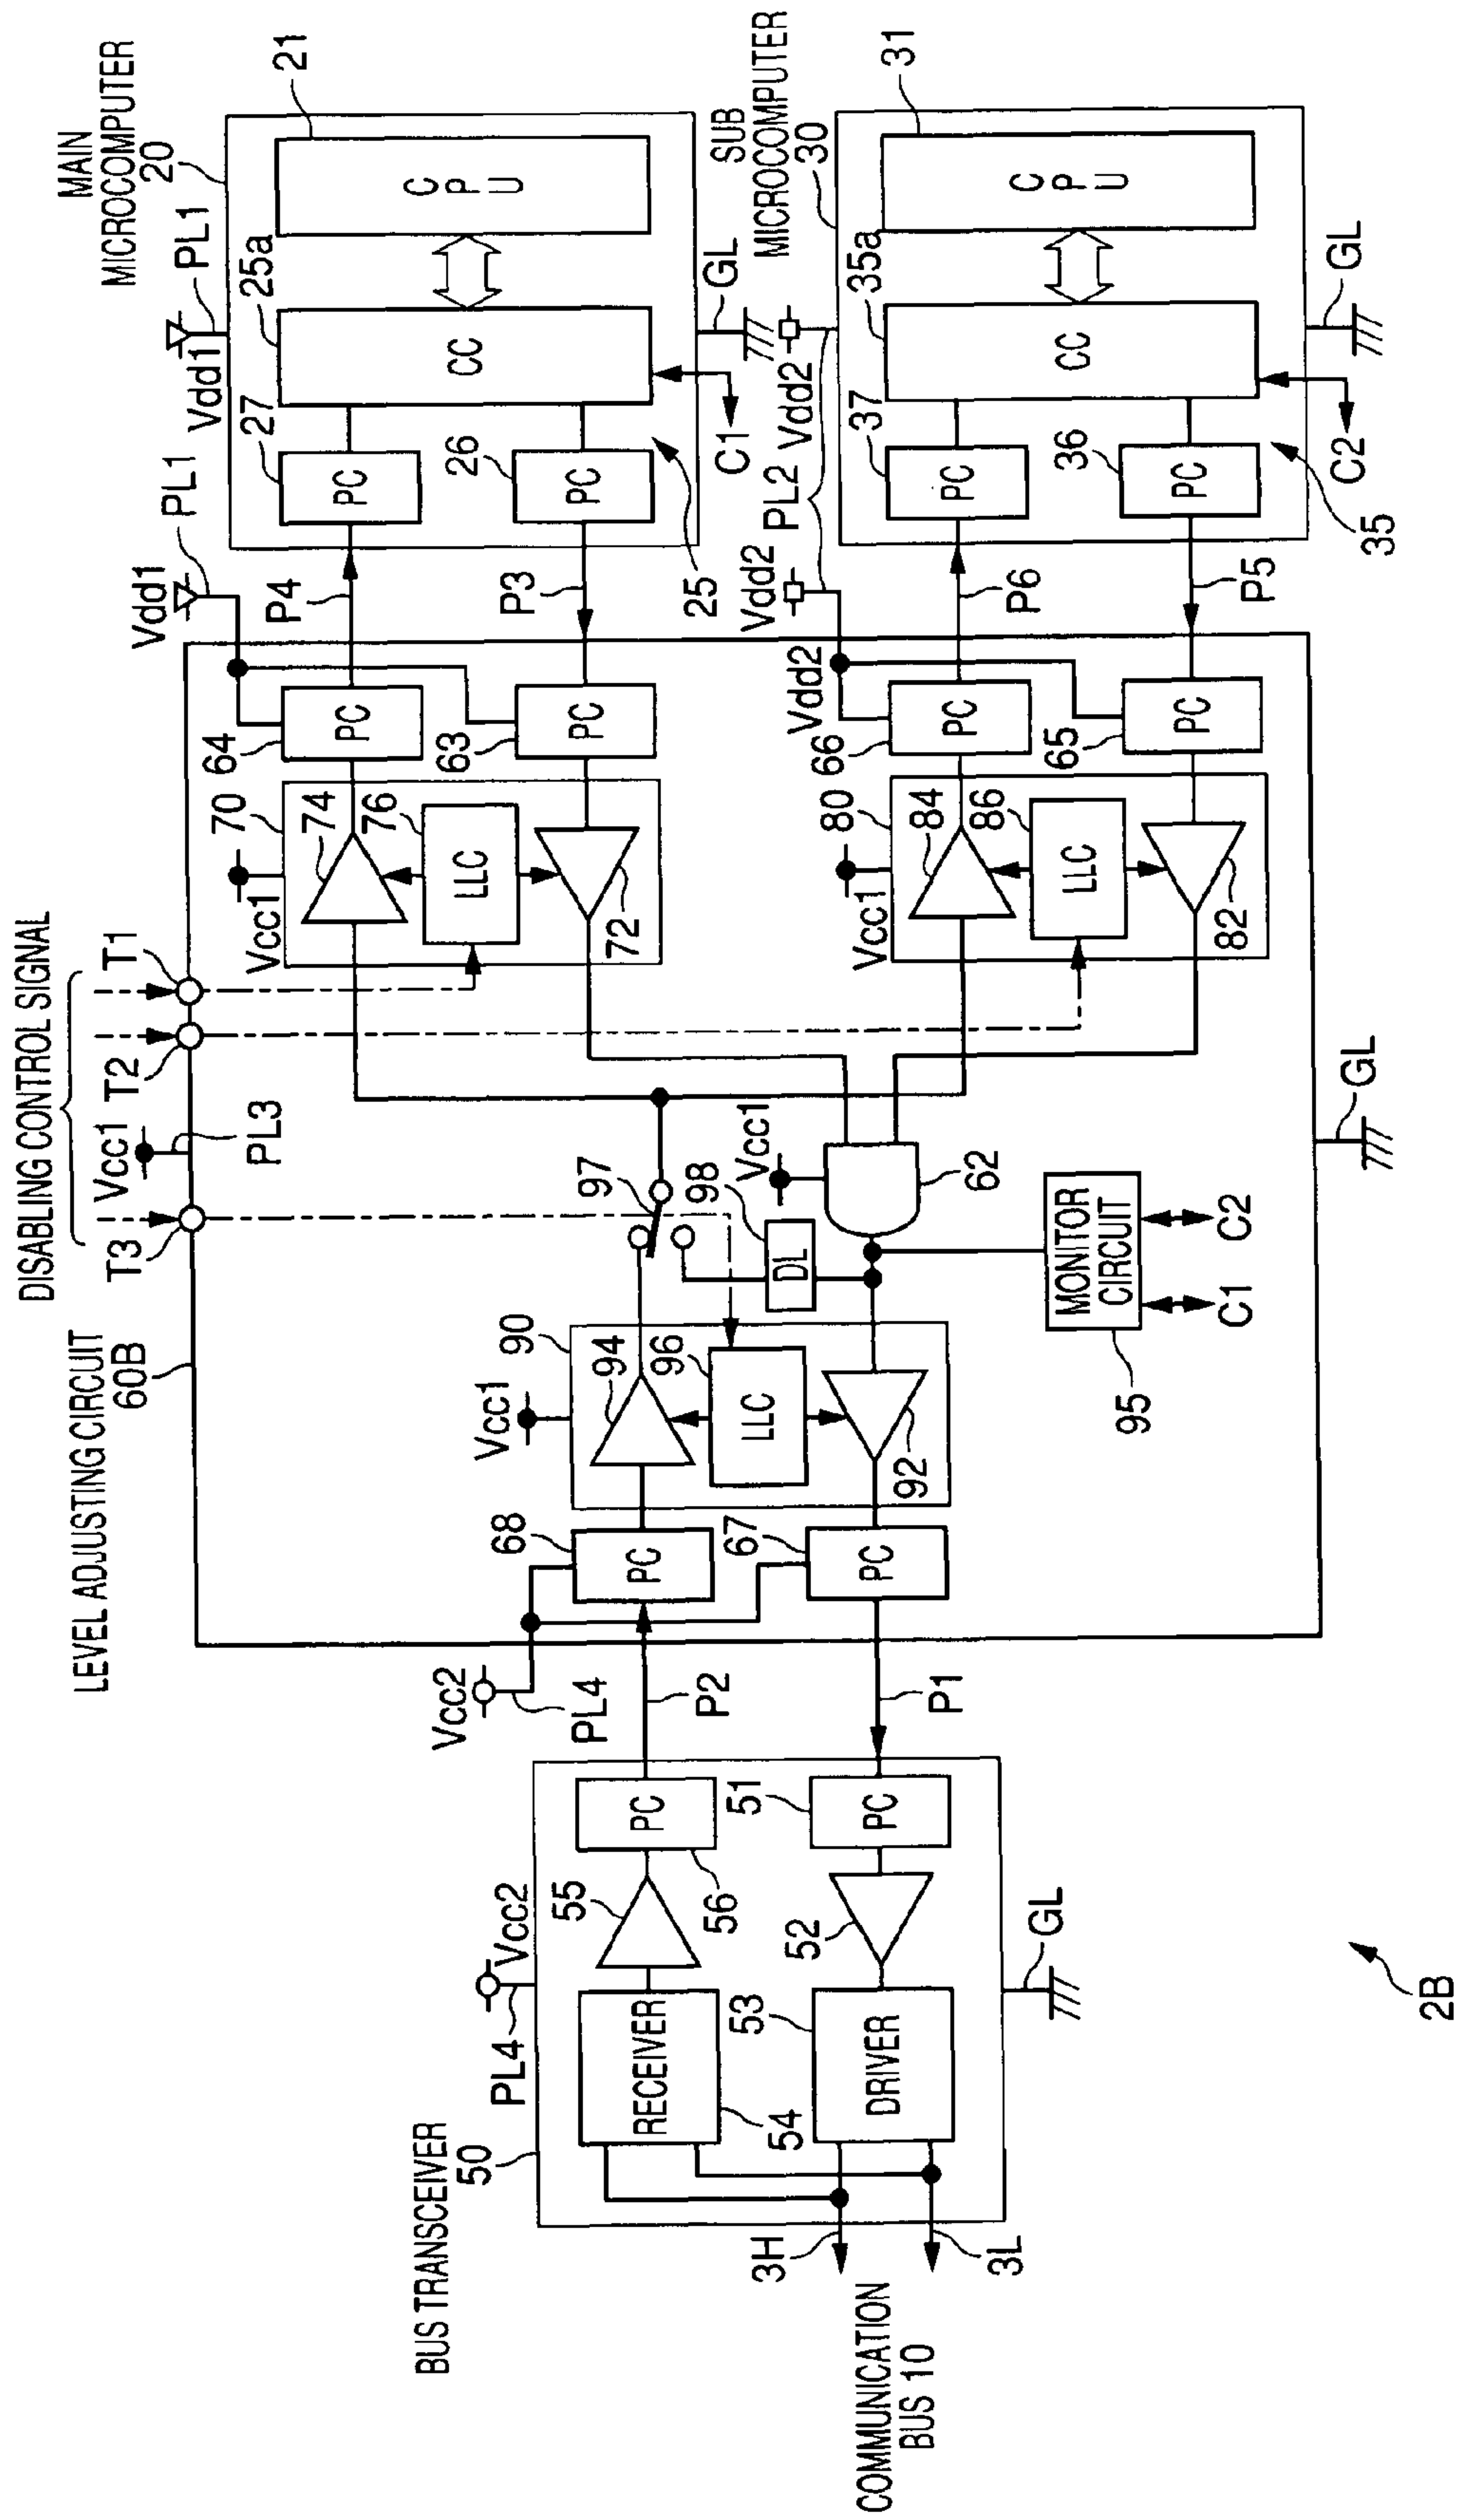 MAIN
MICROCOMPUTER
20
PL1
Vdd1
21
25a
27
CPU
CC
PC
26
PC
GL
C1
25
SUB
MICROCOMPUTER
30
31
Vdd2
PL2
35a
37
CPU
CC
PC
36
PC
GL
C2
35
PL1
Vdd1
P4
P3
Vdd2
P6
P5
64
PC
63
PC
Vdd2
66
PC
65
PC
70
Vcc1
74
76
LLC
72
80
Vcc1
84
86
LLC
82
DISABLING CONTROL SIGNAL
T1
T2
T3
Vcc1
PL3
GL
LEVEL ADJUSTING CIRCUIT
60B
97
98
DL
Vcc1
62
MONITOR
CIRCUIT
95
C1
C2
90
Vcc1
94
96
LLC
92
68
PC
67
PC
Vcc2
PL4
P2
P1
BUS TRANSCEIVER
50
PL4
Vcc2
55
56
PC
51
PC
52
RECEIVER
54
53
DRIVER
GL
3H
3L
COMMUNICATION
BUS 10
2B